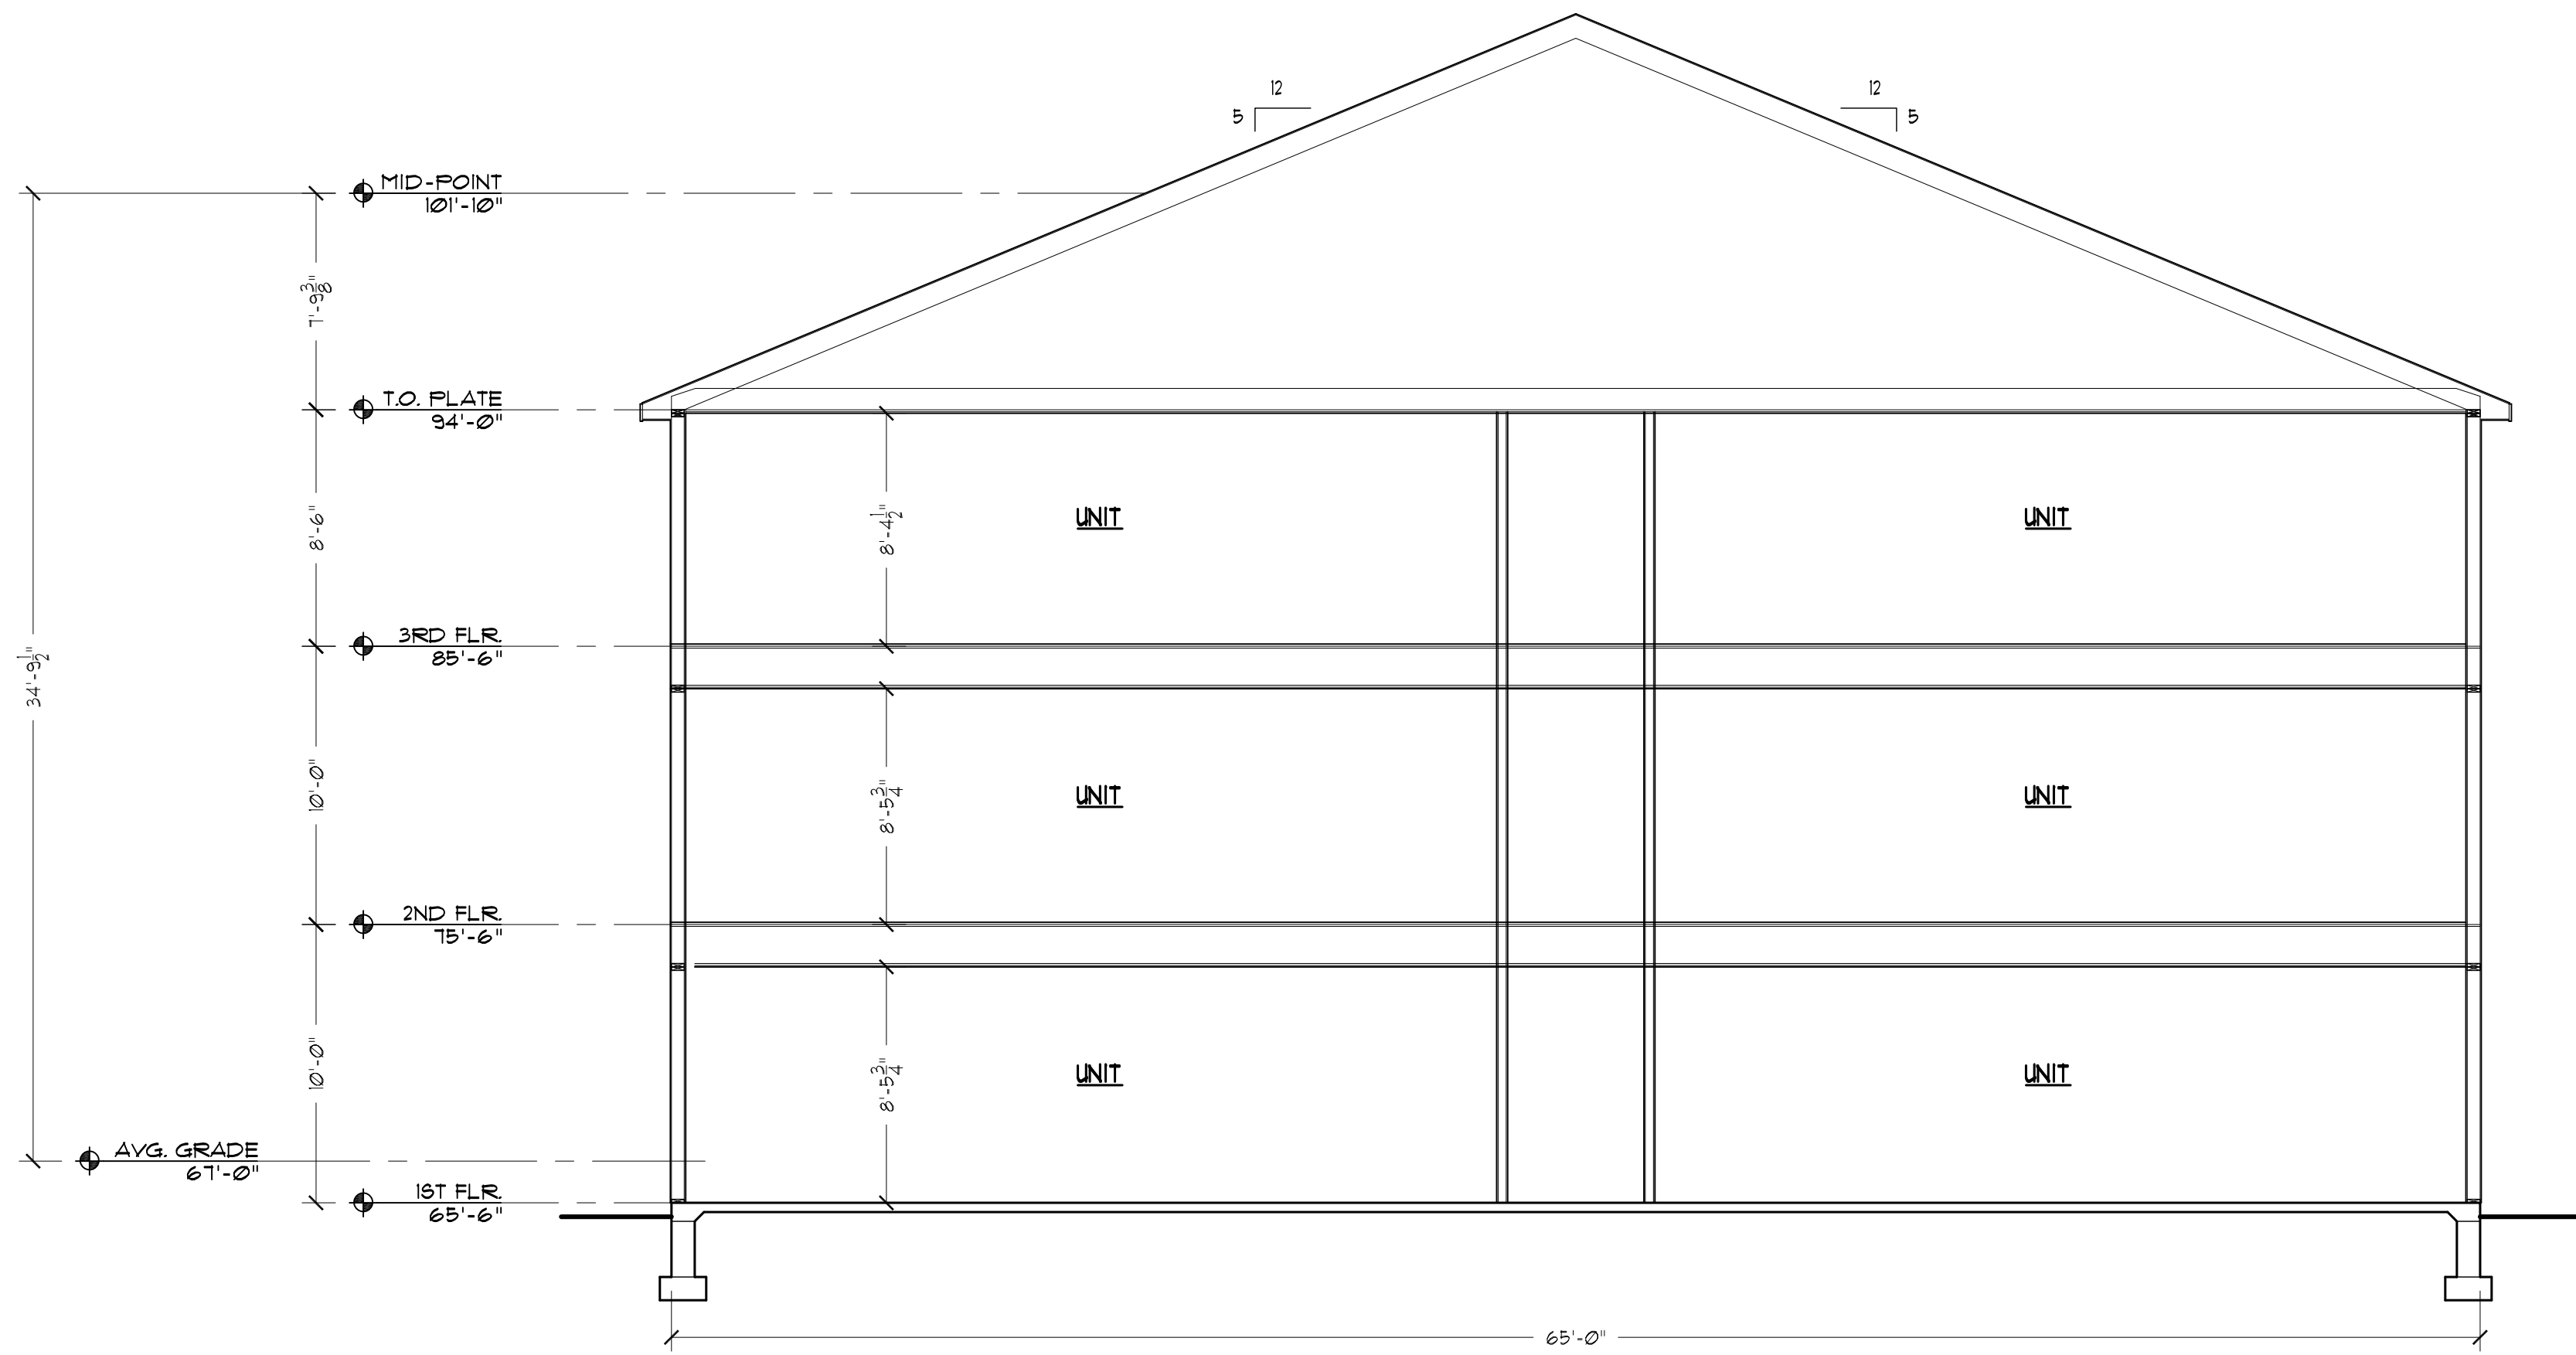 12
5
12
5
MID-POINT
101'-10"
7'-9 3/8"
T.O. PLATE
94'-0"
8'-6"
8'-4 1/2"
UNIT
UNIT
3RD FLR.
85'-6"
34'-9 1/2"
10'-0"
8'-5 3/4"
UNIT
UNIT
2ND FLR.
75'-6"
10'-0"
8'-5 3/4"
UNIT
UNIT
AVG. GRADE
67'-0"
1ST FLR.
65'-6"
65'-0"